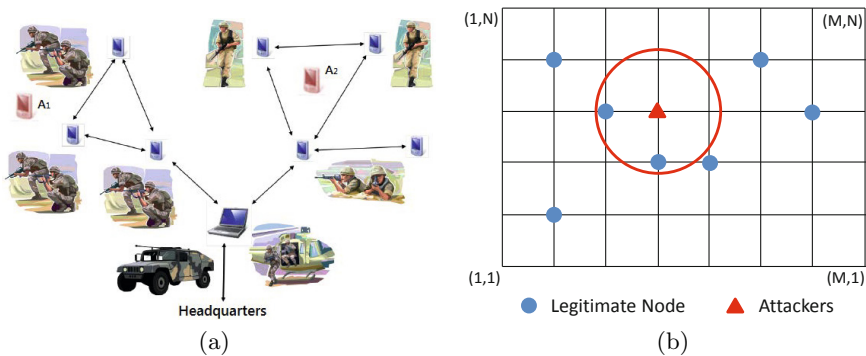 A1
A2
Headquarters
(a)
(1,N)
(M,N)
(1,1)
(M,1)
Legitimate Node
Attackers
(b)